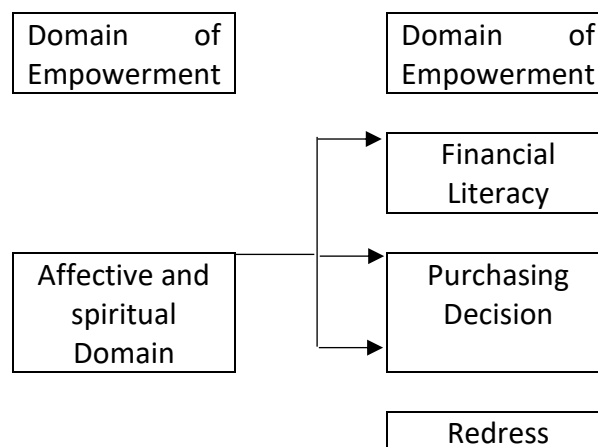 Domain of
Empowerment
Domain of
Empowerment
Financial
Literacy
Affective and
spiritual
Domain
Purchasing
Decision
Redress